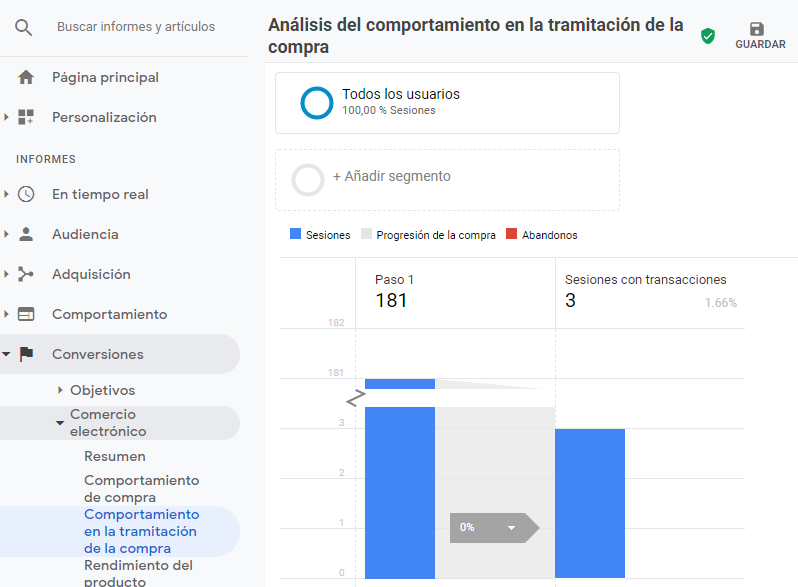 Buscar informes y artículos
Página principal
Personalización
INFORMES
En tiempo real
Audiencia
Adquisición
Comportamiento
Conversiones
Objetivos
Comercio
electrónico
Resumen
Comportamiento
de compra
Comportamiento
en la tramitación
de la compra
Rendimiento del
producto
Análisis del comportamiento en la tramitación de la
compra
GUARDAR
Todos los usuarios
100,00 % Sesiones
+ Añadir segmento
Sesiones
Progresión de la compra
Abandonos
Paso 1
181
Sesiones con transacciones
3
1.66%
182
181
3
2
1
0
0%